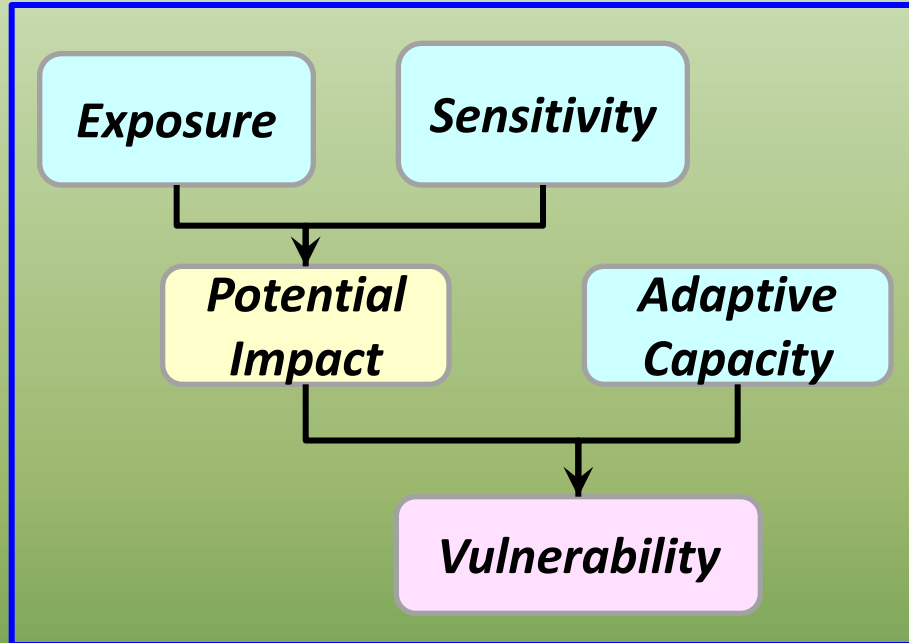 Exposure
Sensitivity
Potential
Impact
Adaptive
Capacity
Vulnerability